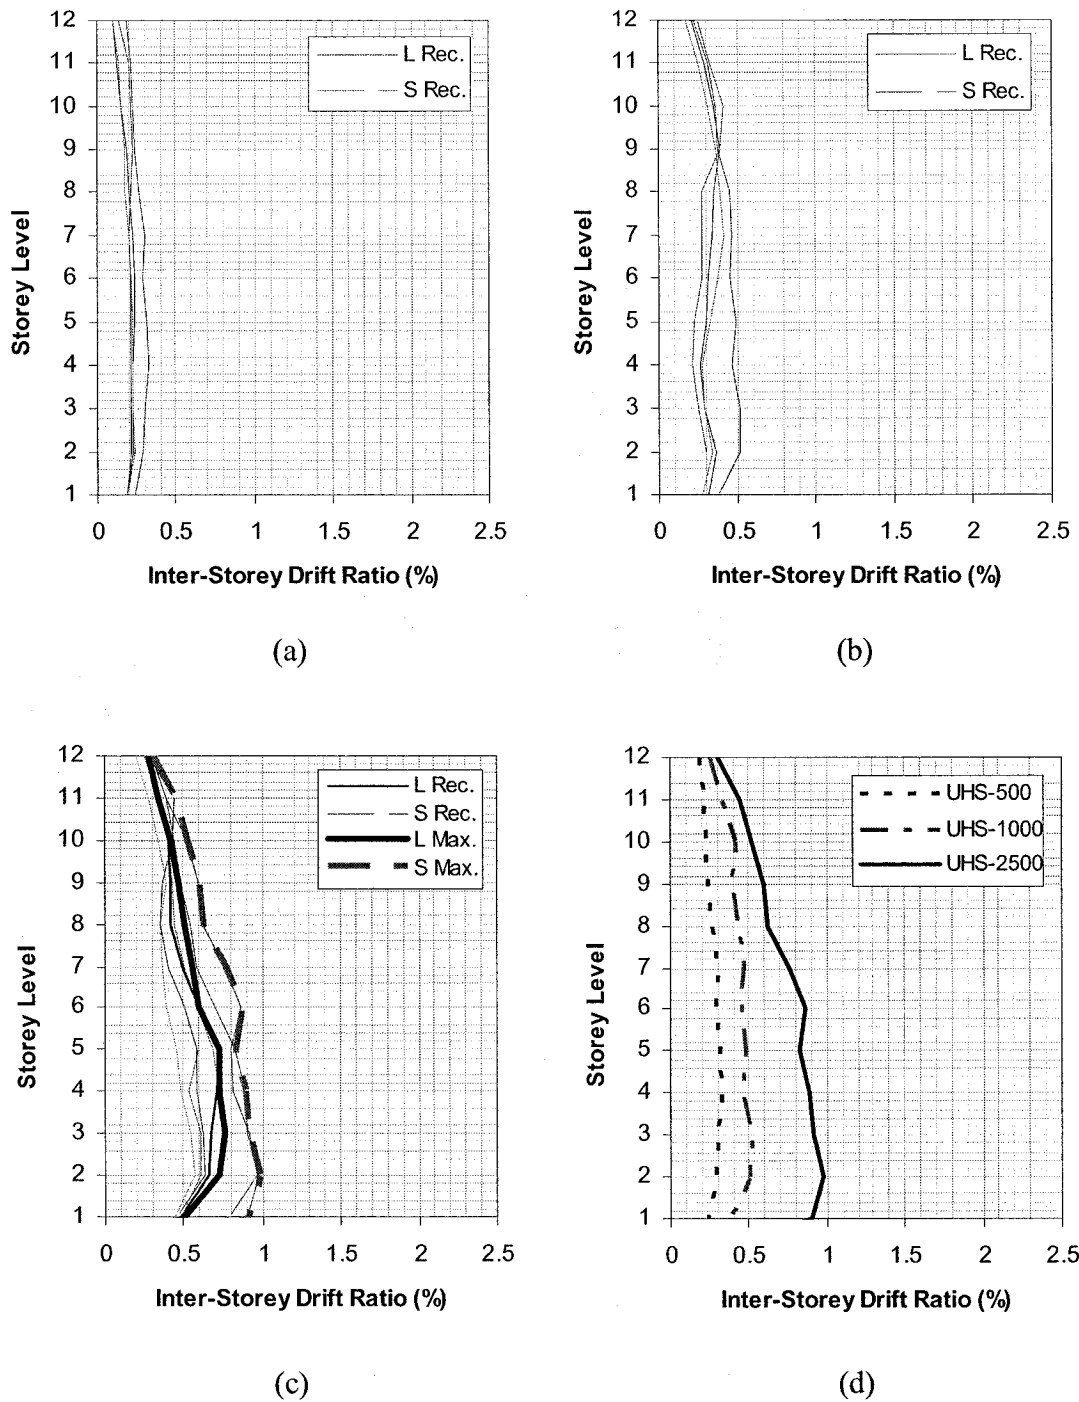 12
11
10
9
8
7
6
5
4
3
2
1
Storey Level
L Rec.
S Rec.
0 0.5 1 1.5 2 2.5
Inter-Storey Drift Ratio (%)
(a)
12
11
10
9
8
7
6
5
4
3
2
1
Storey Level
L Rec.
S Rec.
0 0.5 1 1.5 2 2.5
Inter-Storey Drift Ratio (%)
(b)
12
11
10
9
8
7
6
5
4
3
2
1
Storey Level
L Rec.
S Rec.
L Max.
S Max.
0 0.5 1 1.5 2 2.5
Inter-Storey Drift Ratio (%)
(c)
12
11
10
9
8
7
6
5
4
3
2
1
Storey Level
UHS-500
UHS-1000
UHS-2500
0 0.5 1 1.5 2 2.5
Inter-Storey Drift Ratio (%)
(d)